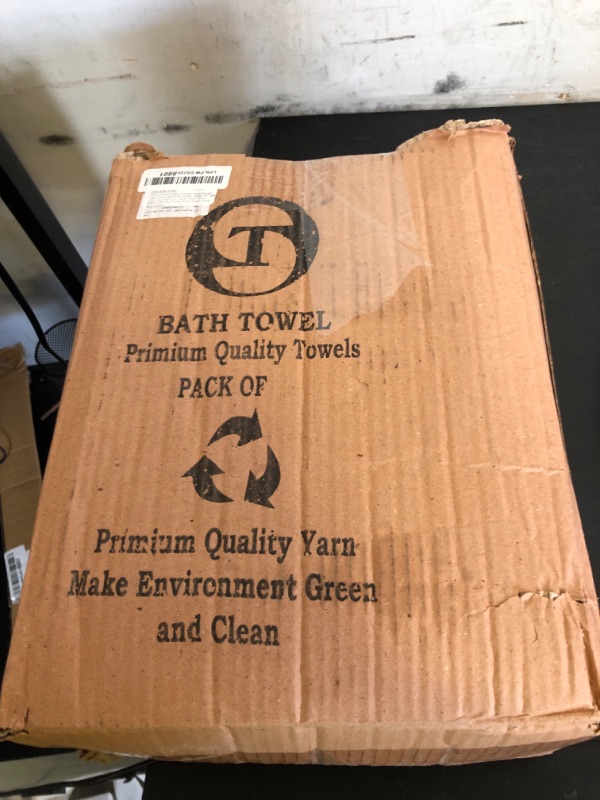 T
BATH TOWEL
Primium Quality Towels
PACK OF
Primium Quality Yarn
Make Environment Green
and Clean